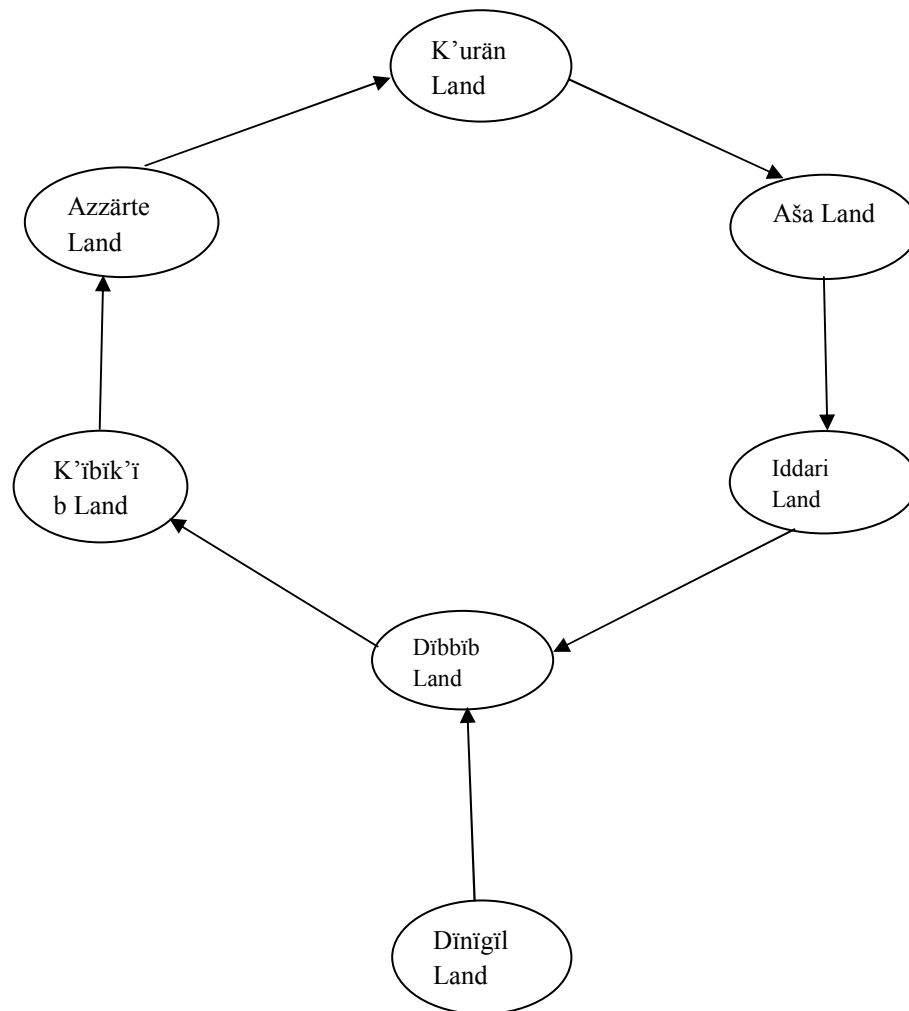 K’urän
Land
Azzärte
Land
Aša Land
K’ïbïk’ï
b Land
Iddari
Land
Dïbbïb
Land
Dïnïgïl
Land